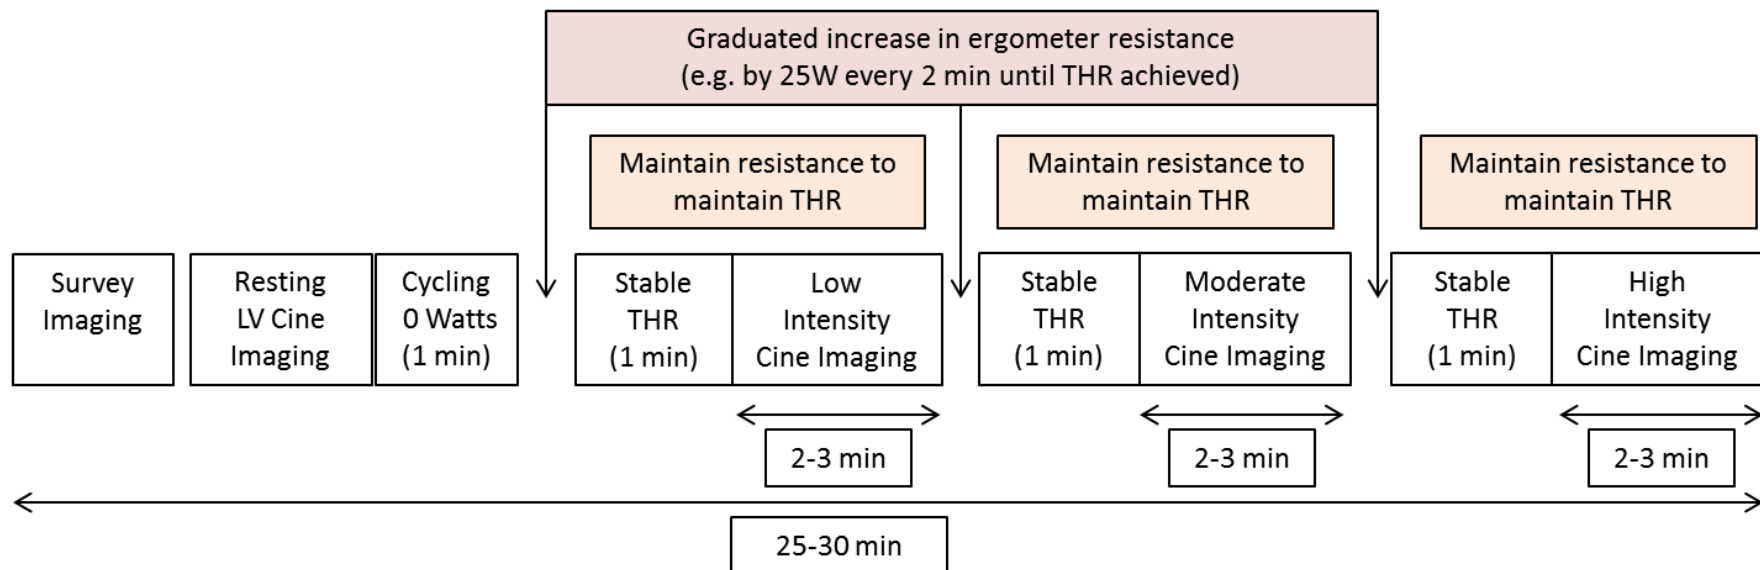 Graduated increase in ergometer resistance
(e.g. by 25W every 2 min until THR achieved)
Maintain resistance to
maintain THR
Maintain resistance to
maintain THR
Maintain resistance to
maintain THR
Survey
Imaging
Resting
LV Cine
Imaging
Cycling
0 Watts
(1 min)
Stable
THR
(1 min)
Low
Intensity
Cine Imaging
Stable
THR
(1 min)
Moderate
Intensity
Cine Imaging
Stable
THR
(1 min)
High
Intensity
Cine Imaging
2-3 min
2-3 min
2-3 min
25-30 min